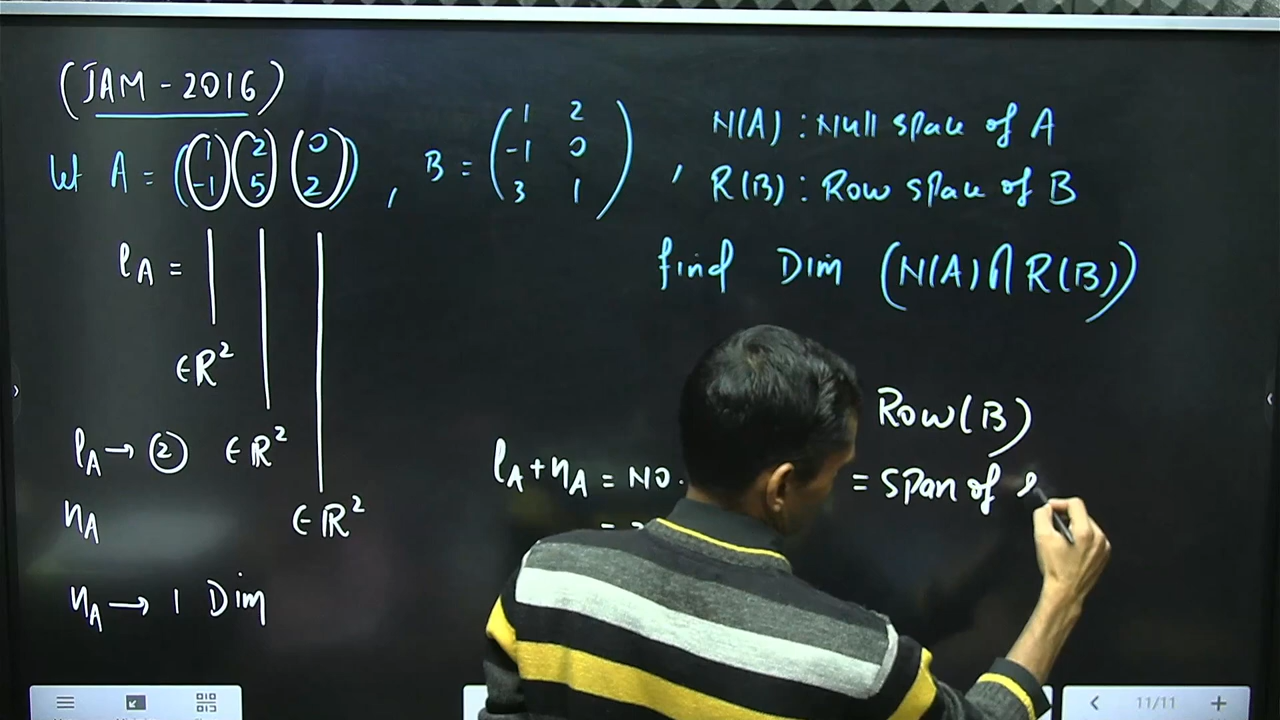 (JAM - 2016)
Let A = (1 2 0
-1 5 2) , B = (1 2
-1 0
3 1) , N(A) : Null space of A
R(B) : Row space of B
find Dim (N(A) ∩ R(B))
ρA =
∈ℝ²
∈ℝ²
∈ℝ²
ρA → ②
ηA
ηA → 1 Dim
ρA + ηA = NO.
=
Row(B)
= Span of
11/11